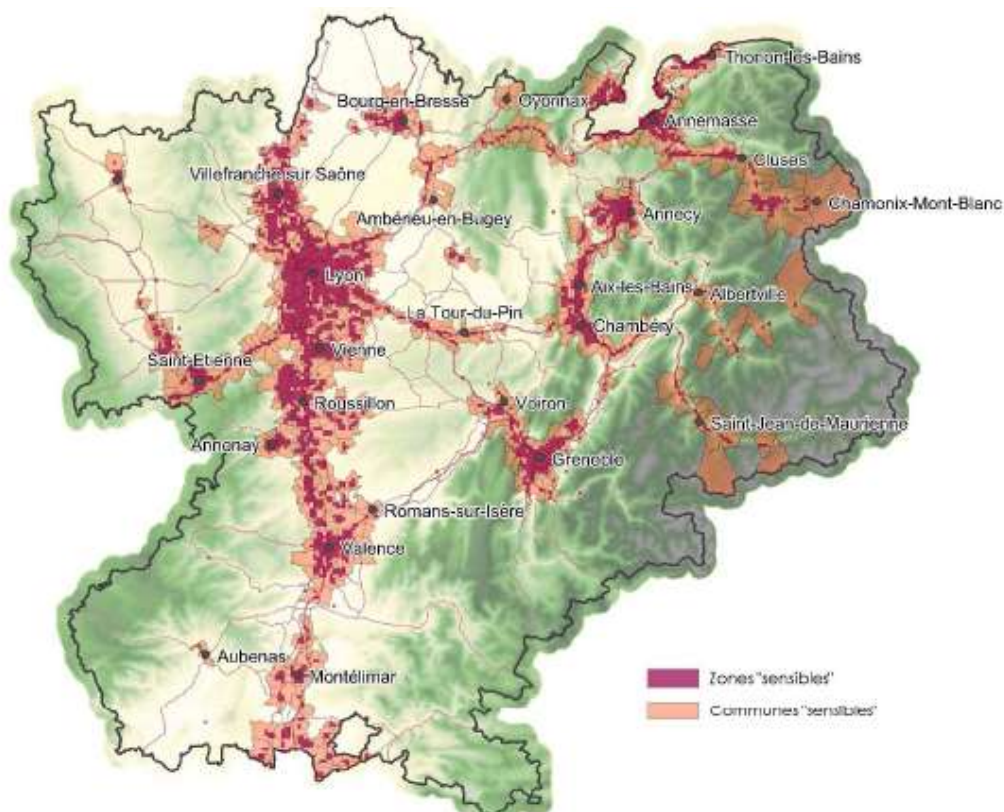 Thonon-les-Bains
Oyonnax
Bourg-en-Bresse
Annemasse
Cluses
Villefranche-sur-Saône
Chamonix-Mont-Blanc
Annecy
Ambérieu-en-Bugey
Lyon
Aix-les-Bains
Albertville
La Tour-du-Pin
Chambéry
Vienne
Saint-Etienne
Roussillon
Voiron
Saint-Jean-de-Maurienne
Annonay
Grenoble
Romans-sur-Isère
Valence
Aubenas
Montélimar
Zones "sensibles"
Communes "sensibles"